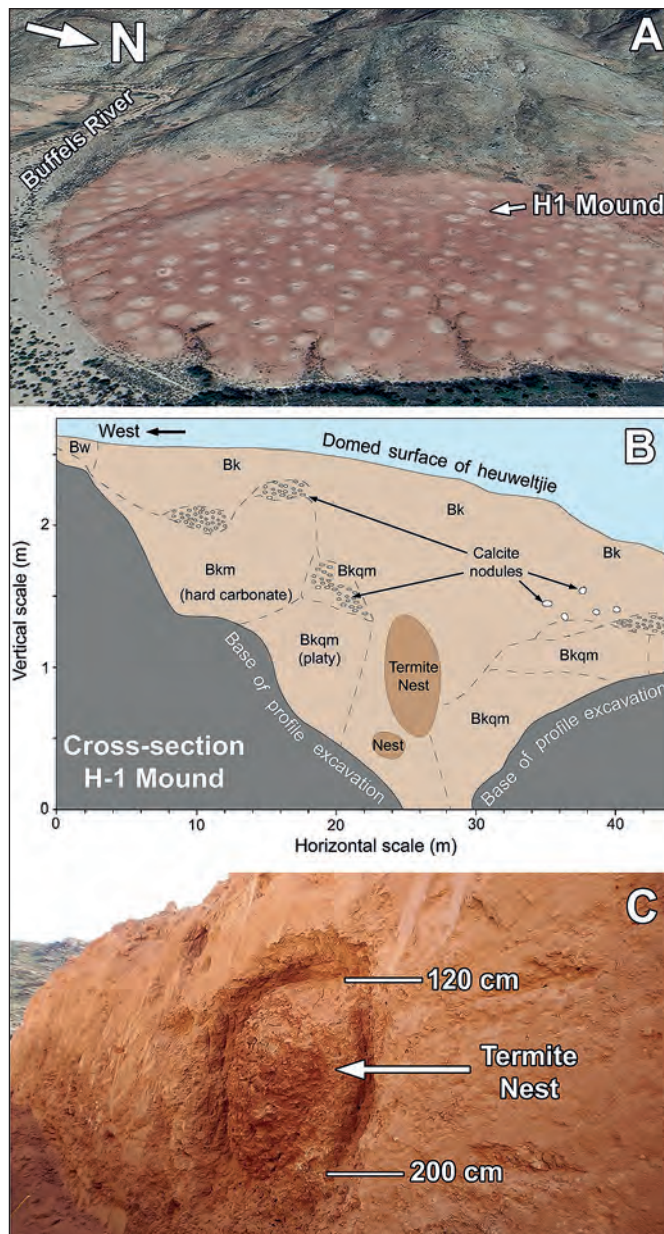 N
A
Buffels River
H1 Mound
B
West
Domed surface of heuweltjie
Bw
Bk
Bk
Bk
Calcite
nodules
Bkm
(hard carbonate)
Bkqm
Bkqm
(platy)
Termite
Nest
Bkqm
Bkqm
Nest
Base of profile excavation
Base of profile excavation
Cross-section
H-1 Mound
Vertical scale (m)
2
1
0
0
10
20
30
40
Horizontal scale (m)
C
120 cm
Termite
Nest
200 cm